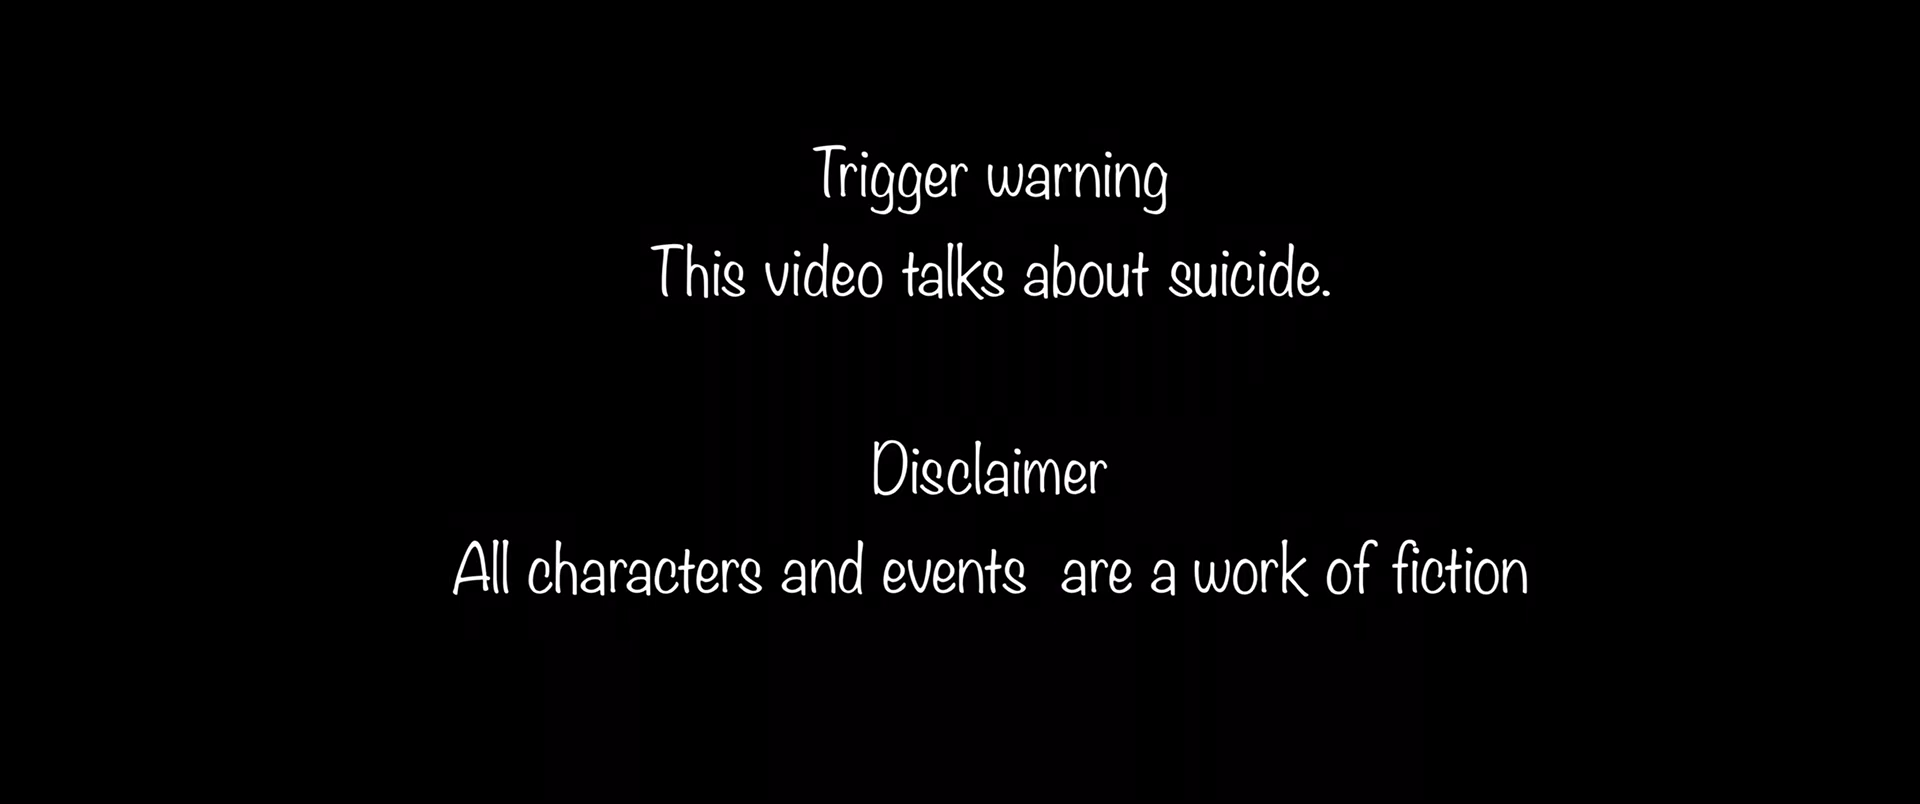 Trigger warning
This video talks about suicide.
Disclaimer
All characters and events  are a work of fiction